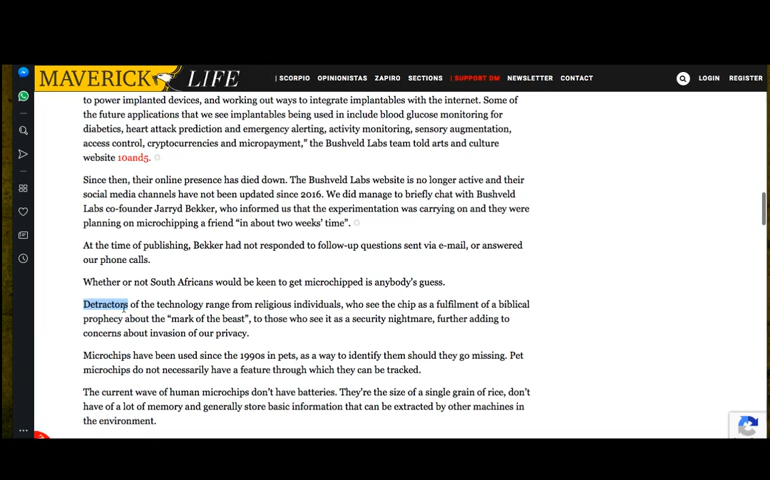 MAVERICK LIFE
| SCORPIO OPINIONISTAS ZAPIRO SECTIONS | SUPPORT DM NEWSLETTER CONTACT
LOGIN REGISTER
to power implanted devices, and working out ways to integrate implantables with the internet. Some of
the future applications that we see implantables being used in include blood glucose monitoring for
diabetics, heart attack prediction and emergency alerting, activity monitoring, sensory augmentation,
access control, cryptocurrencies and micropayment,” the Bushveld Labs team told arts and culture
website 10and5.
Since then, their online presence has died down. The Bushveld Labs website is no longer active and their
social media channels have not been updated since 2016. We did manage to briefly chat with Bushveld
Labs co-founder Jarryd Bekker, who informed us that the experimentation was carrying on and they were
planning on microchipping a friend “in about two weeks’ time”.
At the time of publishing, Bekker had not responded to follow-up questions sent via e-mail, or answered
our phone calls.
Whether or not South Africans would be keen to get microchipped is anybody’s guess.
Detractors of the technology range from religious individuals, who see the chip as a fulfilment of a biblical
prophecy about the “mark of the beast”, to those who see it as a security nightmare, further adding to
concerns about invasion of our privacy.
Microchips have been used since the 1990s in pets, as a way to identify them should they go missing. Pet
microchips do not necessarily have a feature through which they can be tracked.
The current wave of human microchips don’t have batteries. They’re the size of a single grain of rice, don’t
have of a lot of memory and generally store basic information that can be extracted by other machines in
the environment.